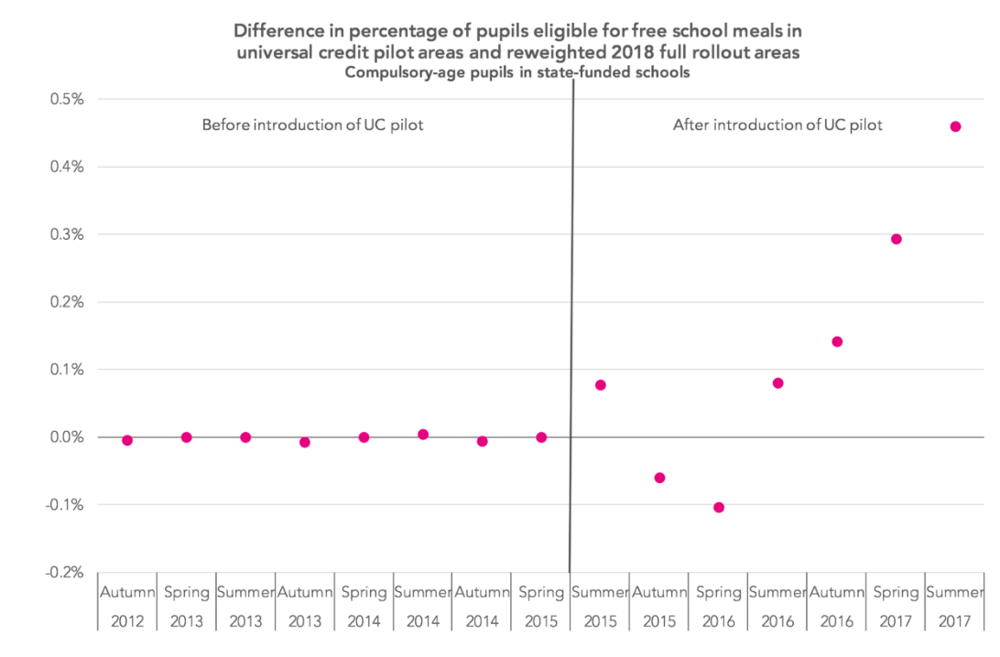 Difference in percentage of pupils eligible for free school meals in
universal credit pilot areas and reweighted 2018 full rollout areas
Compulsory-age pupils in state-funded schools
0.5%
Before introduction of UC pilot
After introduction of UC pilot
0.4%
0.3%
0.2%
0.1%
0.0%
-0.1%
-0.2%
Autumn Spring Summer Autumn Spring Summer Autumn Spring Summer Autumn Spring Summer Autumn Spring Summer
2012 2013 2013 2013 2014 2014 2014 2015 2015 2015 2016 2016 2016 2017 2017